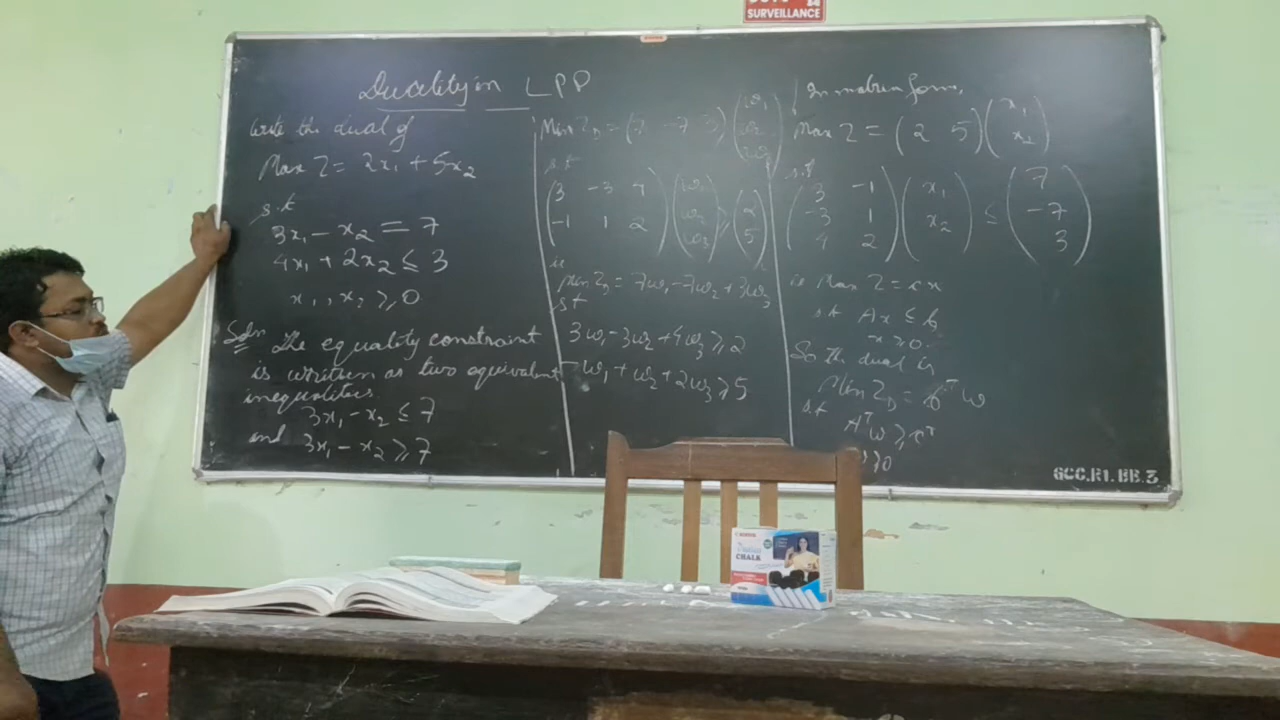 SURVEILLANCE
Duality in LPP
Write the dual of
Max Z = 2x₁ + 5x₂
s.t
3x₁ - x₂ = 7
4x₁ + 2x₂ ≤ 3
x₁, x₂ ≥, 0
Soln The equality constraint
is written as two equivalent
inequalities
3x₁ - x₂ ≤ 7
and 3x₁ - x₂ ≥ 7
Min Z_D = (7 -7 3) (w₁ w₂ w₃)
s.t
(3 -3 4
-1 1 2) (w₁ w₂ w₃) ≥ (2 5)
ie
Min Z_D = 7w₁ - 7w₂ + 3w₃
st
3w₁ - 3w₂ + 4w₃ ≥, 2
-w₁ + w₂ + 2w₃ ≥ 5
In matrix form,
Max Z = (2 5) (x₁ x₂)
s.t
(3 -1
-3 1
4 2) (x₁ x₂) ≤ (7 -7 3)
ie Max Z = cx
s.t Ax ≤ b,
x ≥ 0
So the dual is
Min Z_D = bᵀw
s.t
Aᵀw ≥ cᵀ
≥ 0
GCC.R1.BB.3
CHALK